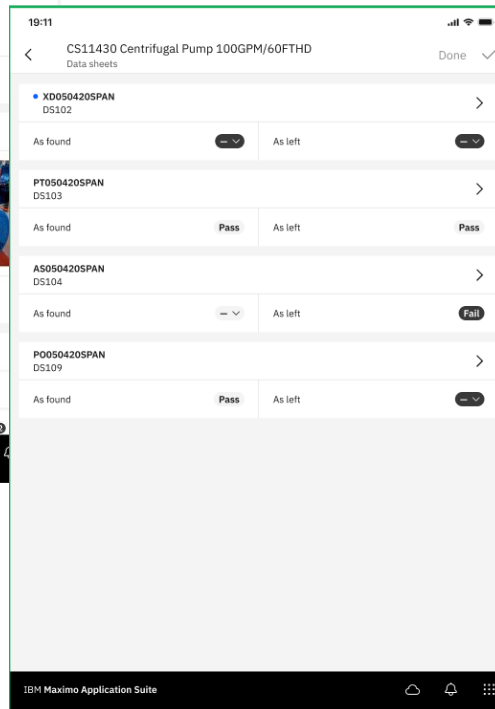 19:11
CS11430 Centrifugal Pump 100GPM/60FTHD
Data sheets
Done
XD050420SPAN
DS102
As found – As left –
PT050420SPAN
DS103
As found Pass As left Pass
AS050420SPAN
DS104
As found – As left Fail
PO050420SPAN
DS109
As found Pass As left –
IBM Maximo Application Suite